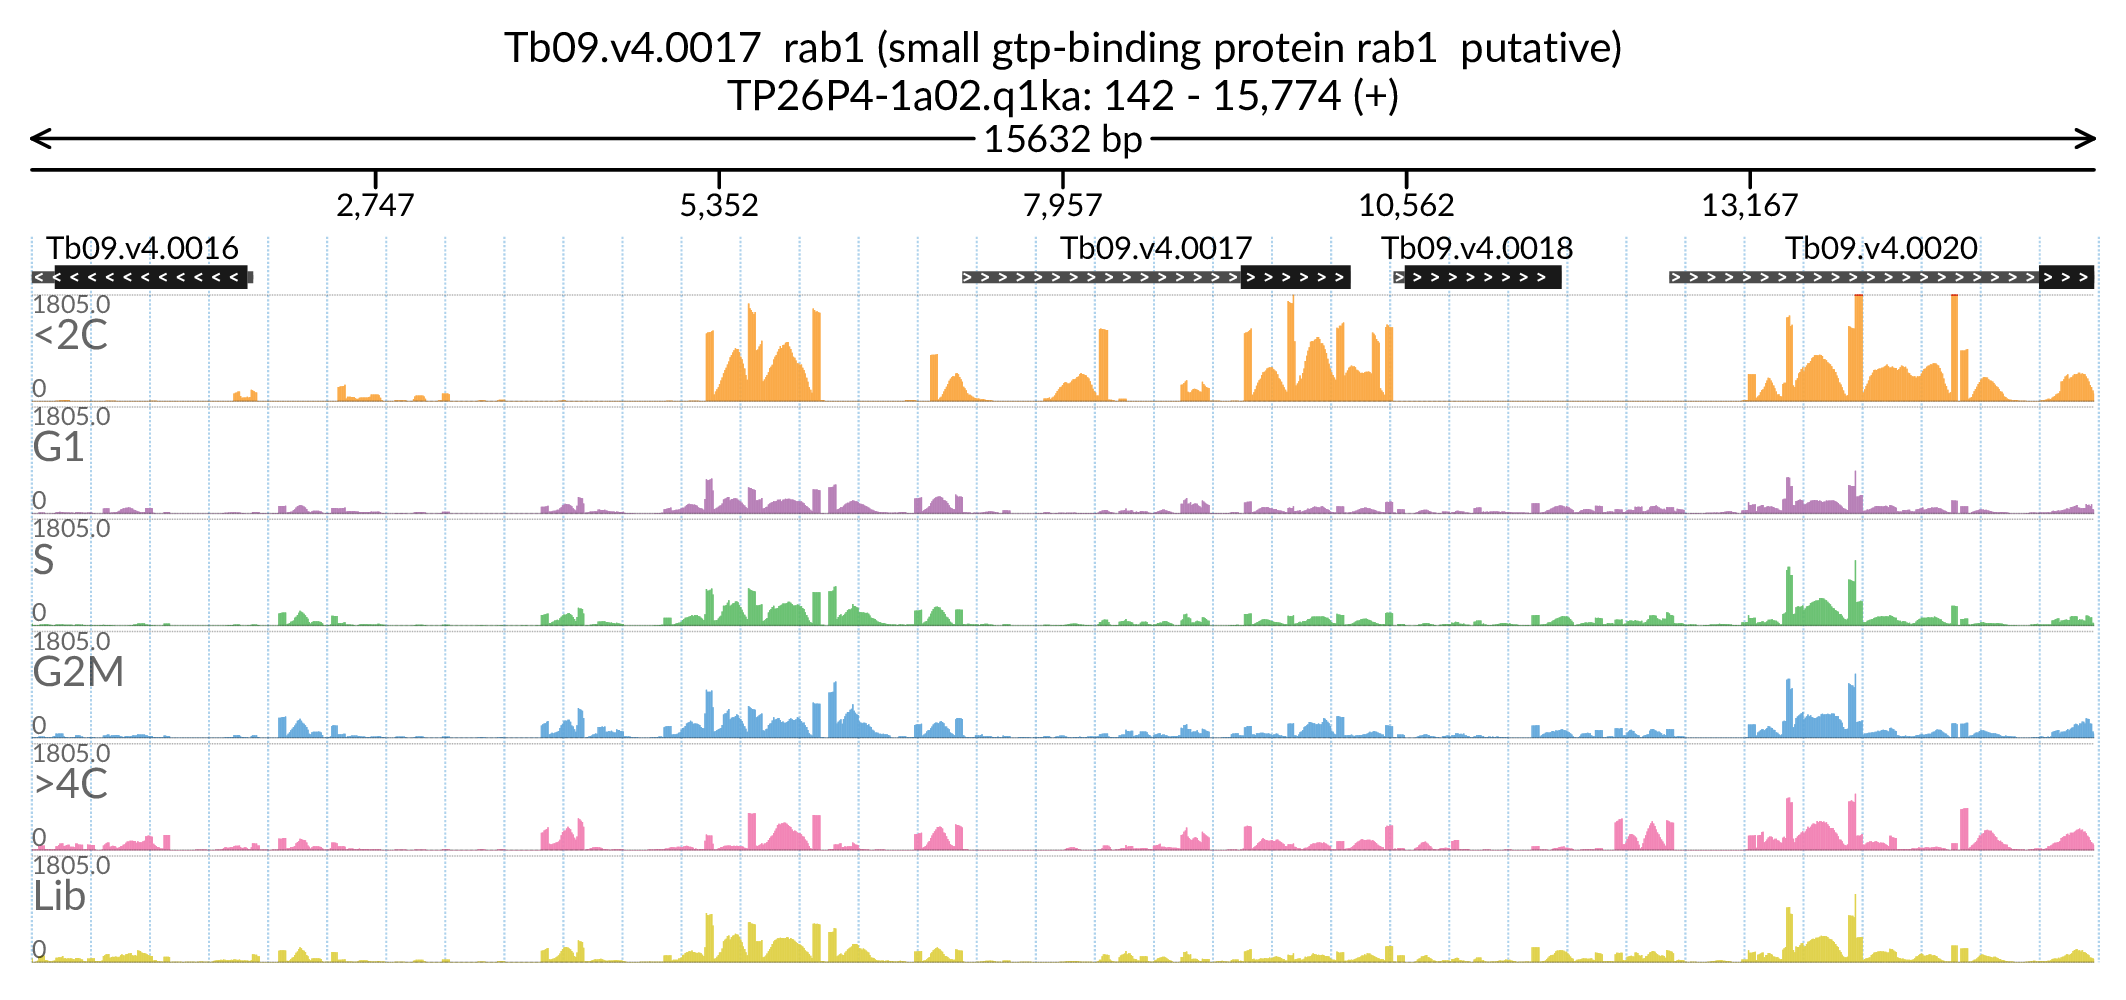 Tb09.v4.0017 rab1 (small gtp-binding protein rab1 putative)
TP26P4-1a02.q1ka: 142 - 15,774 (+)
15632 bp
2,747 5,352 7,957 10,562 13,167
Tb09.v4.0016 Tb09.v4.0017 Tb09.v4.0018 Tb09.v4.0020
1805.0
<2C
0
1805.0
G1
0
1805.0
S
0
1805.0
G2M
0
1805.0
>4C
0
1805.0
Lib
0